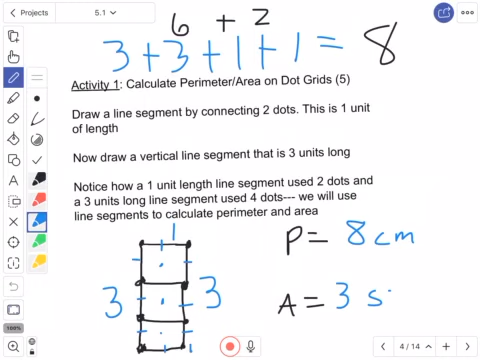 Projects
5.1
6 + 2
3 + 3 + 1 + 1 = 8
Activity 1: Calculate Perimeter/Area on Dot Grids (5)
Draw a line segment by connecting 2 dots. This is 1 unit
of length
Now draw a vertical line segment that is 3 units long
Notice how a 1 unit length line segment used 2 dots and
a 3 units long line segment used 4 dots--- we will use
line segments to calculate perimeter and area
1
P = 8 cm
3
3
A = 3 s
1
100%
4 / 14